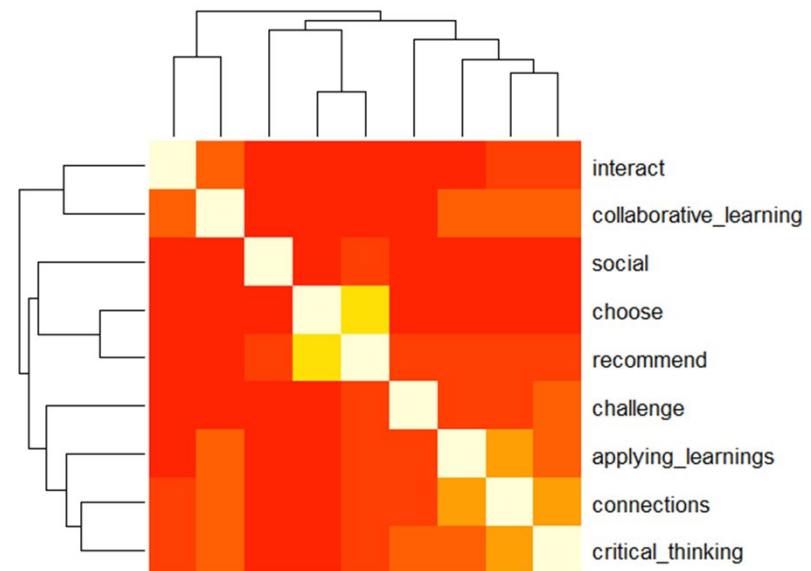 interact
collaborative_learning
social
choose
recommend
challenge
applying_learnings
connections
critical_thinking